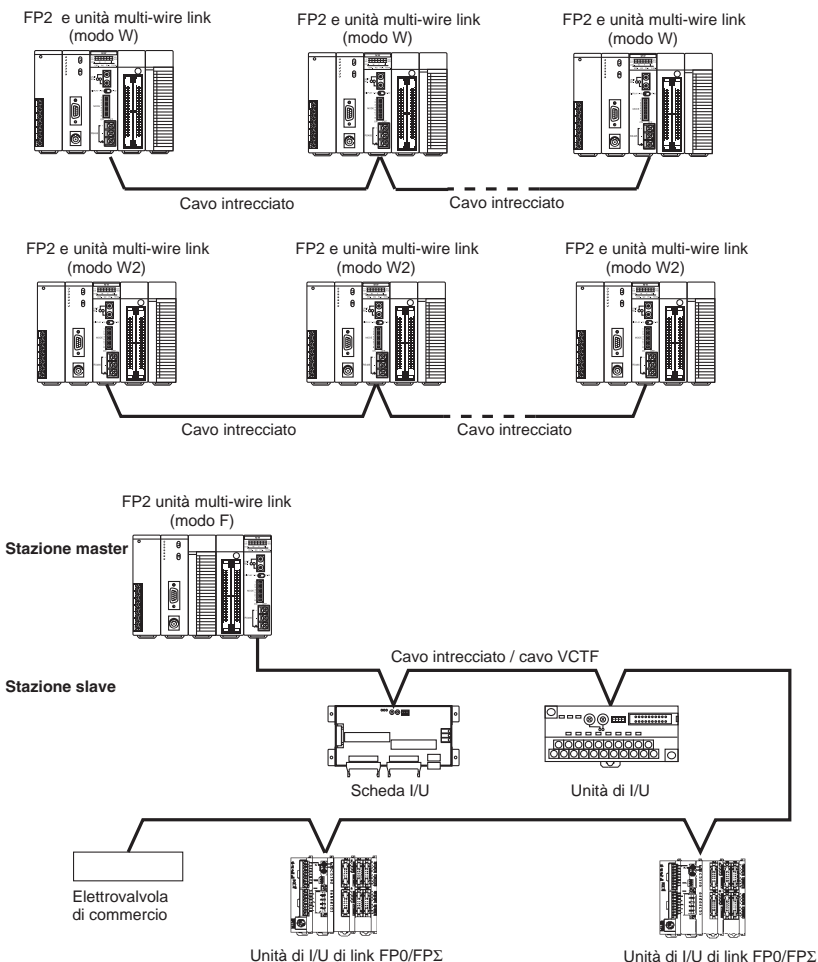 FP2 e unità multi-wire link
(modo W)
FP2 e unità multi-wire link
(modo W)
FP2 e unità multi-wire link
(modo W)
Cavo intrecciato
Cavo intrecciato
FP2 e unità multi-wire link
(modo W2)
FP2 e unità multi-wire link
(modo W2)
FP2 e unità multi-wire link
(modo W2)
Cavo intrecciato
Cavo intrecciato
FP2 unità multi-wire link
(modo F)
Stazione master
Cavo intrecciato / cavo VCTF
Stazione slave
Scheda I/U
Unità di I/U
Elettrovalvola
di commercio
Unità di I/U di link FP0/FPΣ
Unità di I/U di link FP0/FPΣ